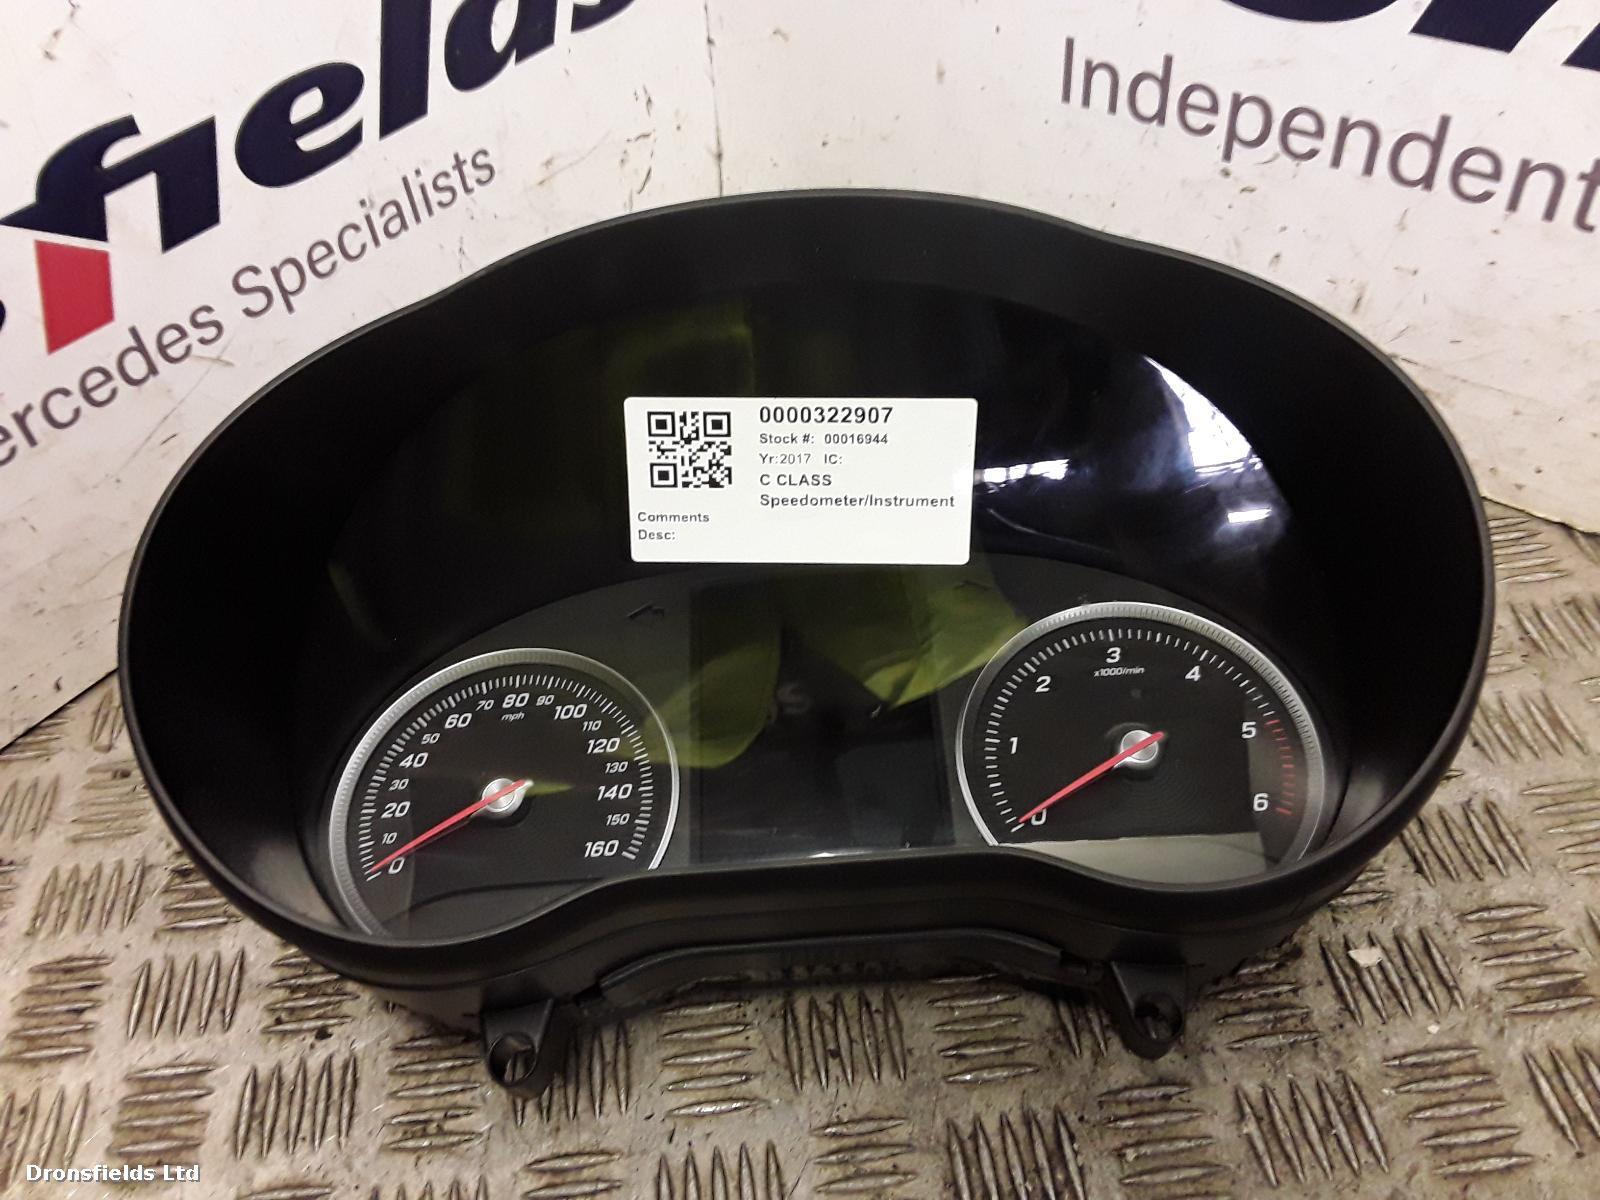 fields
Mercedes Specialists
Independent
0000322907
Stock #: 00016944
Yr:2017 IC:
C CLASS
Speedometer/Instrument
Comments
Desc:
0 10 20 30 40 50 60 70 80 90 100 110 120 130 140 150 160
mph
0 1 2 3 4 5 6
x1000/min
Dronsfields Ltd